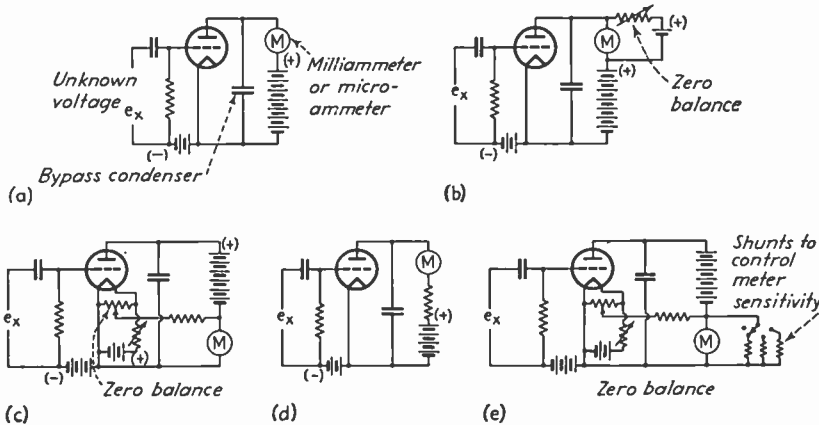 M
(+)
Milliammeter
or micro-
ammeter
Unknown
voltage
ex
(-)
Bypass condenser
(a)
(+)
M
(+)
Zero
balance
ex
(-)
(b)
(+)
ex
M
(+)
(-)
Zero balance
(c)
M
(+)
ex
(-)
(d)
Shunts to
control
meter
sensitivity
ex
M
(+)
Zero balance
(e)